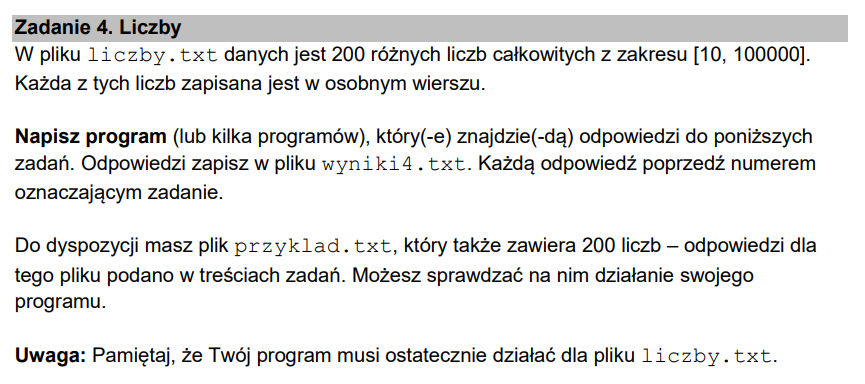 Zadanie 4. Liczby
W pliku liczby.txt danych jest 200 różnych liczb całkowitych z zakresu [10, 100000].
Każda z tych liczb zapisana jest w osobnym wierszu.
Napisz program (lub kilka programów), który(-e) znajdzie(-dą) odpowiedzi do poniższych
zadań. Odpowiedzi zapisz w pliku wyniki4.txt. Każdą odpowiedź poprzedź numerem
oznaczającym zadanie.
Do dyspozycji masz plik przyklad.txt, który także zawiera 200 liczb – odpowiedzi dla
tego pliku podano w treściach zadań. Możesz sprawdzać na nim działanie swojego
programu.
Uwaga: Pamiętaj, że Twój program musi ostatecznie działać dla pliku liczby.txt.